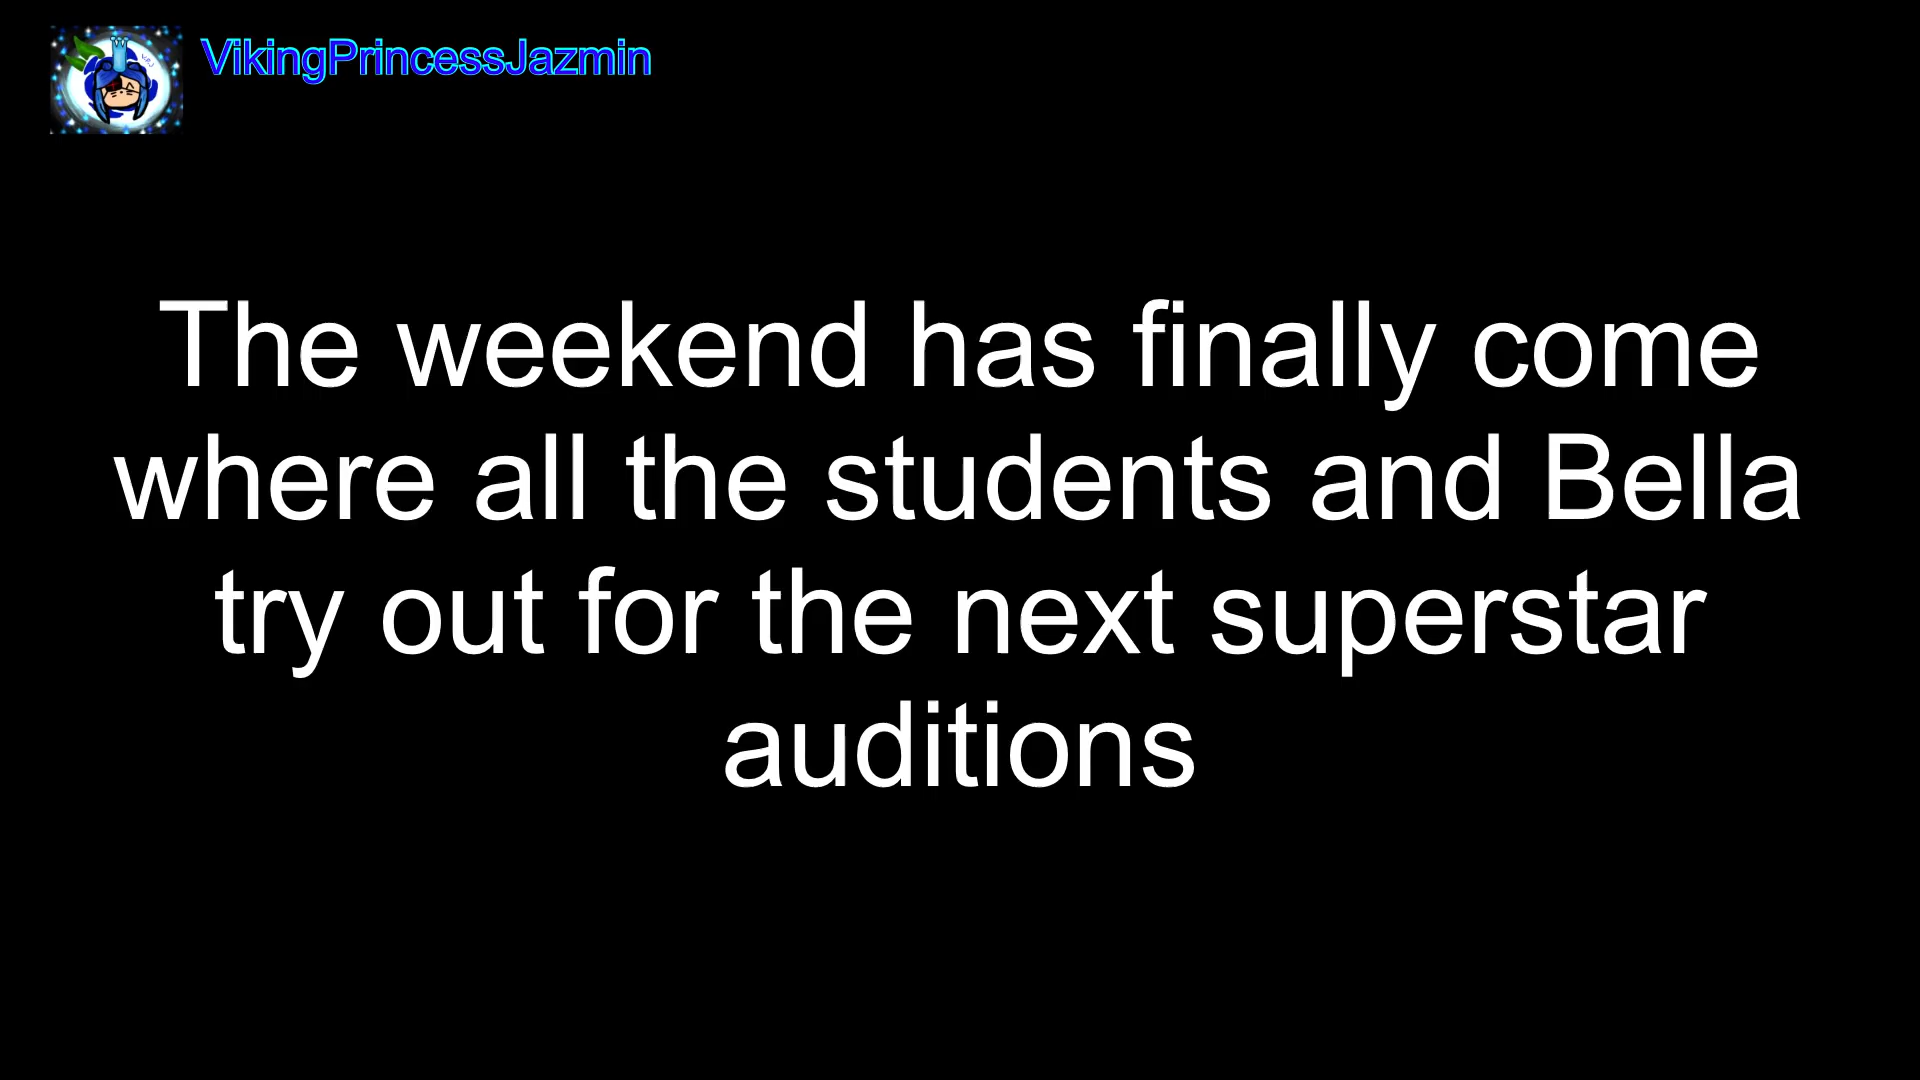 VikingPrincessJazmin
The weekend has finally come
where all the students and Bella
try out for the next superstar
auditions